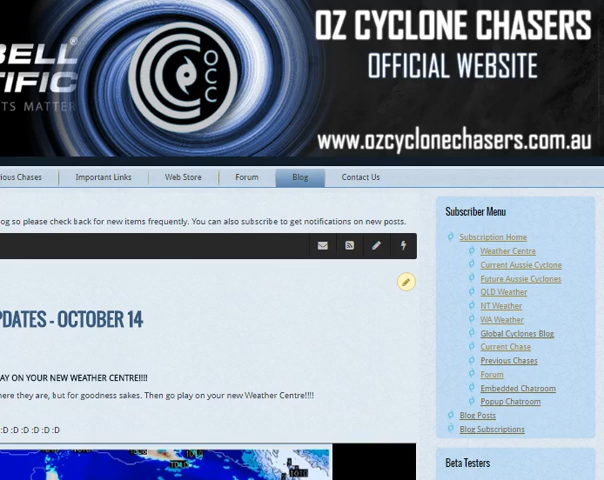 OZ CYCLONE CHASERS
BELL
OFFICIAL WEBSITE
TIFIC
TS MATTER
OCC
www.ozcyclonechasers.com.au
ious Chases
Important Links
Web Store
Forum
Blog
Contact Us
og so please check back for new items frequently. You can also subscribe to get notifications on new posts.
PDATES - OCTOBER 14
AY ON YOUR NEW WEATHER CENTRE!!!!
here they are, but for goodness sakes. Then go play on your new Weather Centre!!!!
:D :D :D :D :D :D
Subscriber Menu
Subscription Home
Weather Centre
Current Aussie Cyclone
Future Aussie Cyclones
QLD Weather
NT Weather
WA Weather
Global Cyclones Blog
Current Chase
Previous Chases
Forum
Embedded Chatroom
Popup Chatroom
Blog Posts
Blog Subscriptions
Beta Testers